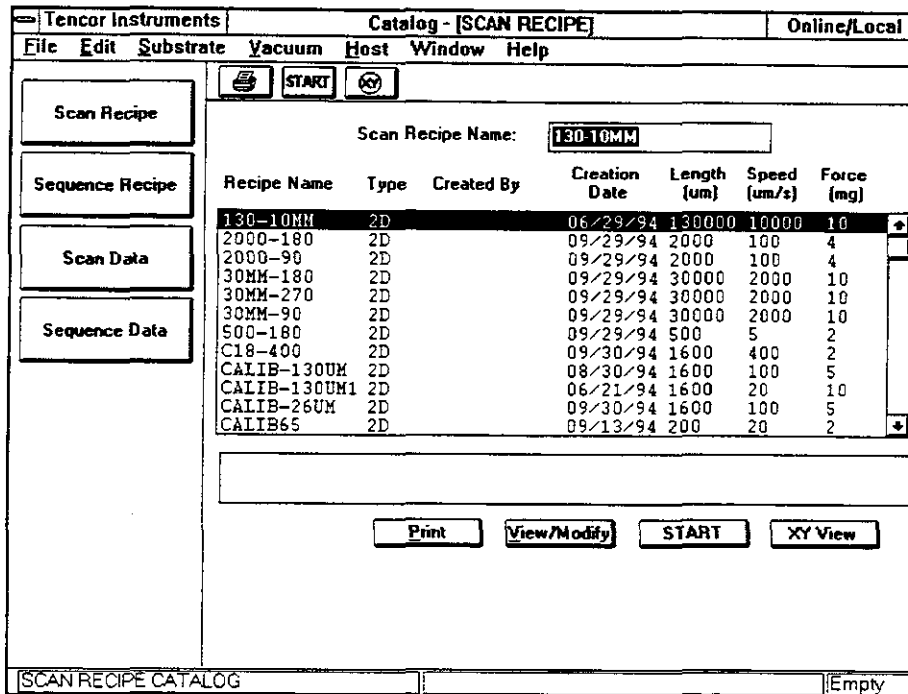 Tencor Instruments Catalog - [SCAN RECIPE] Online/Local
File Edit Substrate Vacuum Host Window Help
START XY
Scan Recipe
Sequence Recipe
Scan Data
Sequence Data
Scan Recipe Name: 130-10MM
Recipe Name Type Created By Creation Date Length (um) Speed (um/s) Force (mg)
130-10MM 2D 06/29/94 130000 10000 10
2000-180 2D 09/29/94 2000 100 4
2000-90 2D 09/29/94 2000 100 4
30MM-180 2D 09/29/94 30000 2000 10
30MM-270 2D 09/29/94 30000 2000 10
30MM-90 2D 09/29/94 30000 2000 10
500-180 2D 09/29/94 500 5 2
C18-400 2D 09/30/94 1600 400 2
CALIB-130UM 2D 08/30/94 1600 100 5
CALIB-130UM1 2D 06/21/94 1600 20 10
CALIB-26UM 2D 09/30/94 1600 100 5
CALIB65 2D 09/13/94 200 20 2
Print View/Modify START XY View
SCAN RECIPE CATALOG Empty